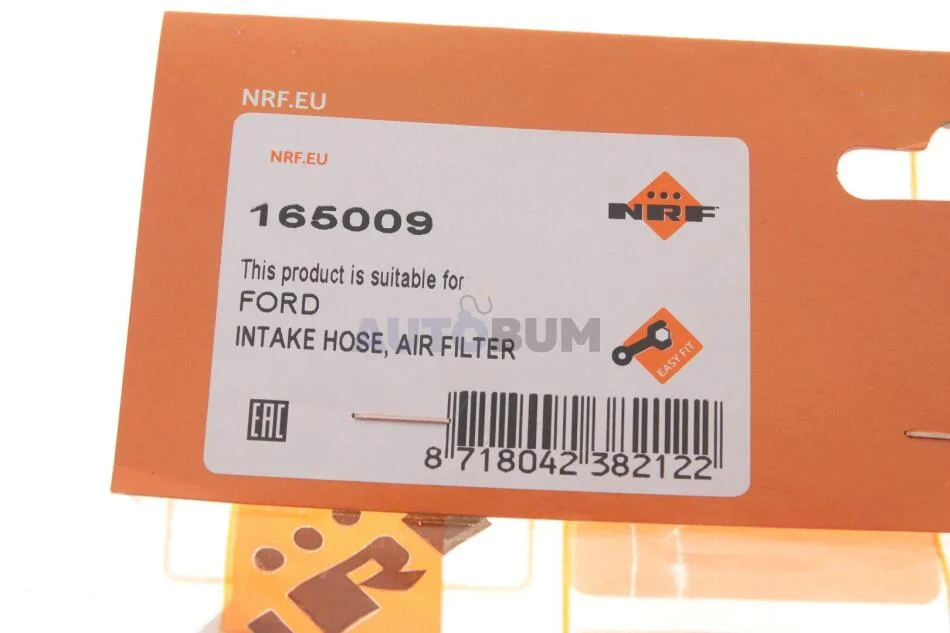 NRF.EU
NRF.EU
165009
NRF
This product is suitable for
FORD
INTAKE HOSE, AIR FILTER
AUTOBUM
EASY FIT
EAC
8 718042 382122
NRF